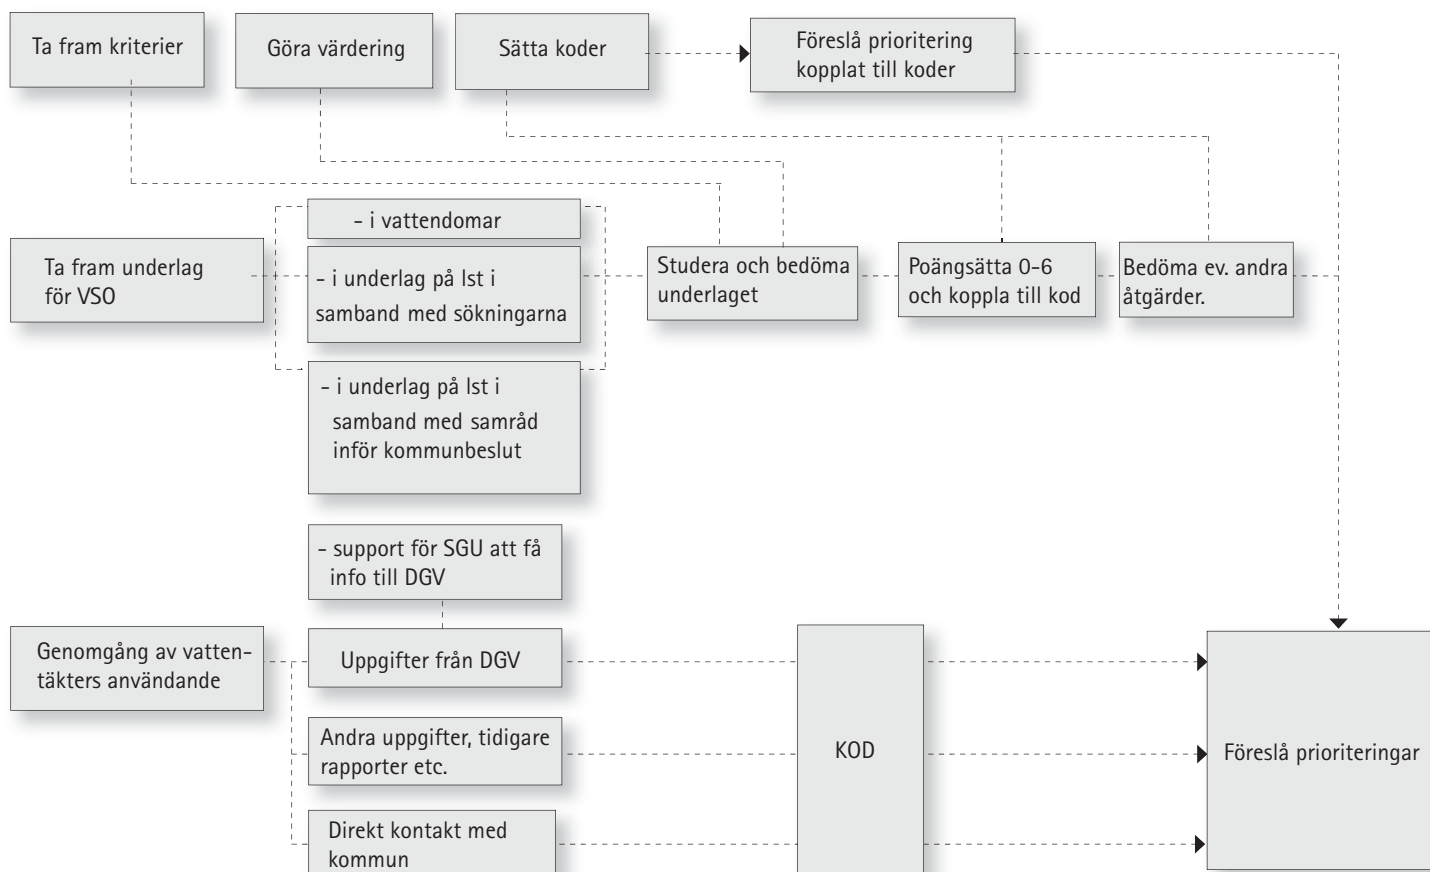 Ta fram kriterier
Göra värdering
Sätta koder
Föreslå prioritering
kopplat till koder
Ta fram underlag
för VSO
- i vattendomar
- i underlag på lst i
samband med sökningarna
- i underlag på lst i
samband med samråd
inför kommunbeslut
Studera och bedöma
underlaget
Poängsätta 0-6
och koppla till kod
Bedöma ev. andra
åtgärder.
- support för SGU att få
info till DGV
Genomgång av vatten-
täkters användande
Uppgifter från DGV
Andra uppgifter, tidigare
rapporter etc.
Direkt kontakt med
kommun
KOD
Föreslå prioriteringar